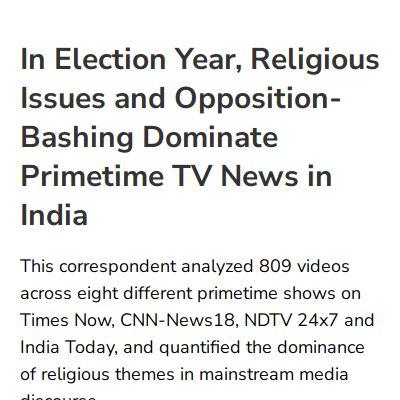 In Election Year, Religious
Issues and Opposition-
Bashing Dominate
Primetime TV News in
India
This correspondent analyzed 809 videos
across eight different primetime shows on
Times Now, CNN-News18, NDTV 24x7 and
India Today, and quantified the dominance
of religious themes in mainstream media
discourse